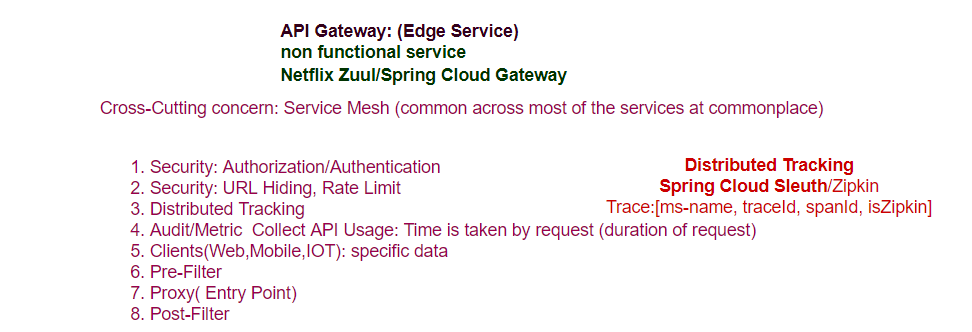 API Gateway: (Edge Service)
non functional service
Netflix Zuul/Spring Cloud Gateway
Cross-Cutting concern: Service Mesh (common across most of the services at commonplace)
1. Security: Authorization/Authentication
2. Security: URL Hiding, Rate Limit
3. Distributed Tracking
4. Audit/Metric  Collect API Usage: Time is taken by request (duration of request)
5. Clients(Web,Mobile,IOT): specific data
6. Pre-Filter
7. Proxy( Entry Point)
8. Post-Filter
Distributed Tracking
Spring Cloud Sleuth/Zipkin
Trace:[ms-name, traceId, spanId, isZipkin]